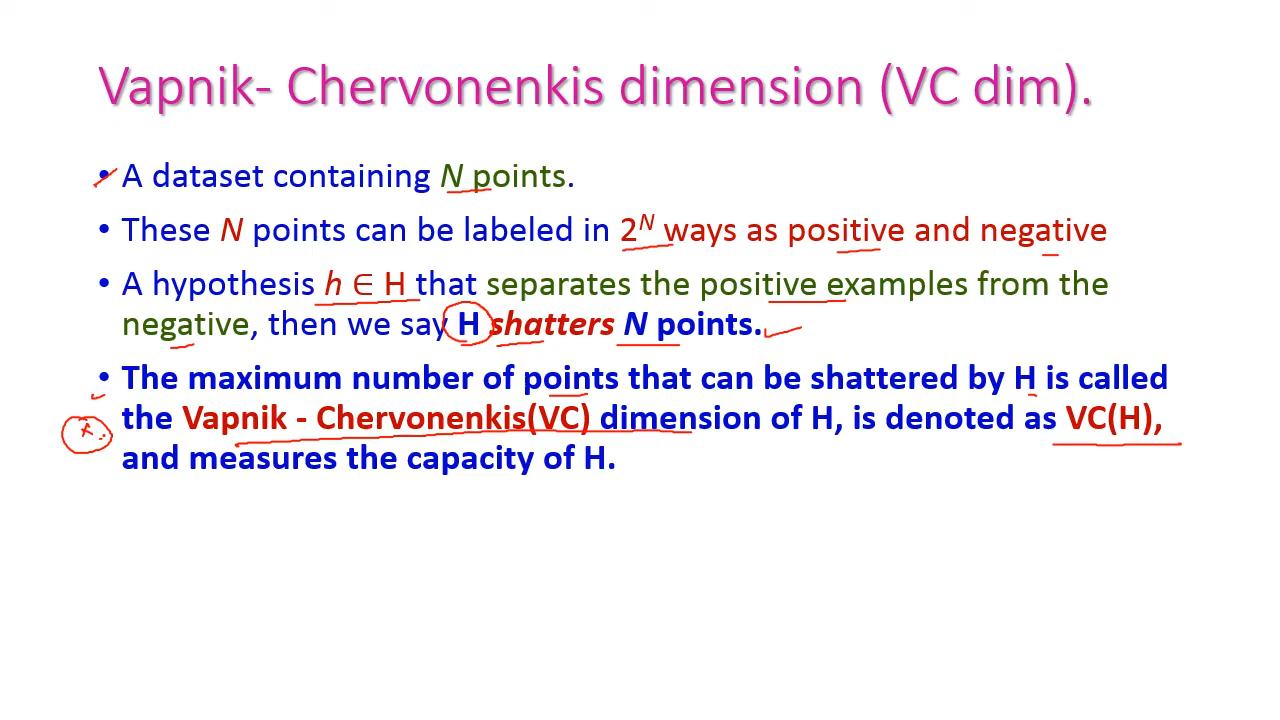 Vapnik- Chervonenkis dimension (VC dim).
• A dataset containing N points.
• These N points can be labeled in 2^N ways as positive and negative
• A hypothesis h ∈ H that separates the positive examples from the
negative, then we say H shatters N points.
• The maximum number of points that can be shattered by H is called
the Vapnik - Chervonenkis(VC) dimension of H, is denoted as VC(H),
and measures the capacity of H.